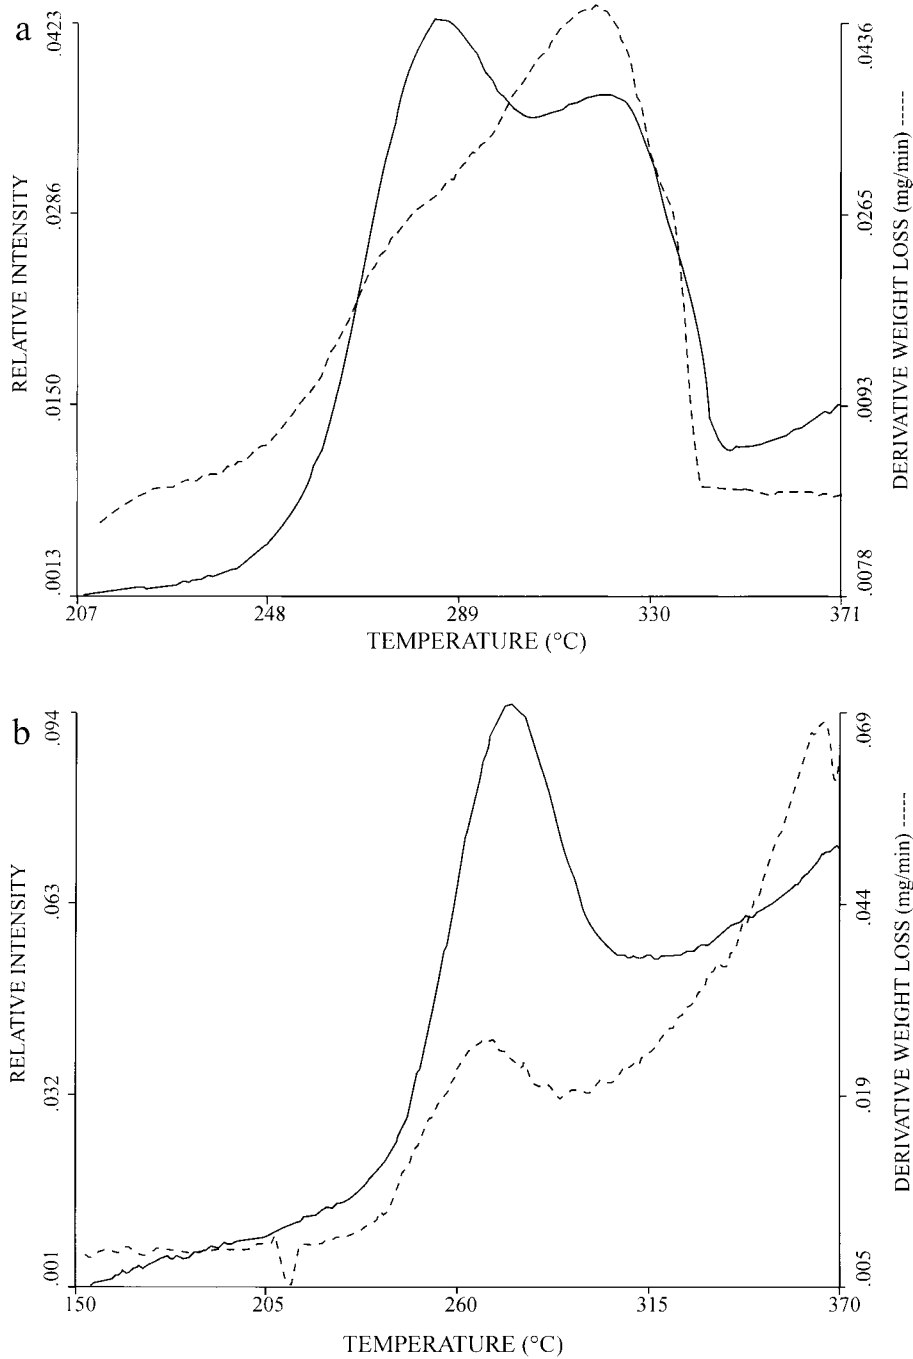 a
RELATIVE INTENSITY
.0423
.0286
.0150
.0013
.0436
.0265
.0093
.0078
DERIVATIVE WEIGHT LOSS (mg/min) -----
207 248 289 330 371
TEMPERATURE (°C)
b
RELATIVE INTENSITY
.094
.063
.032
.001
.069
.044
.019
.005
DERIVATIVE WEIGHT LOSS (mg/min) -----
150 205 260 315 370
TEMPERATURE (°C)